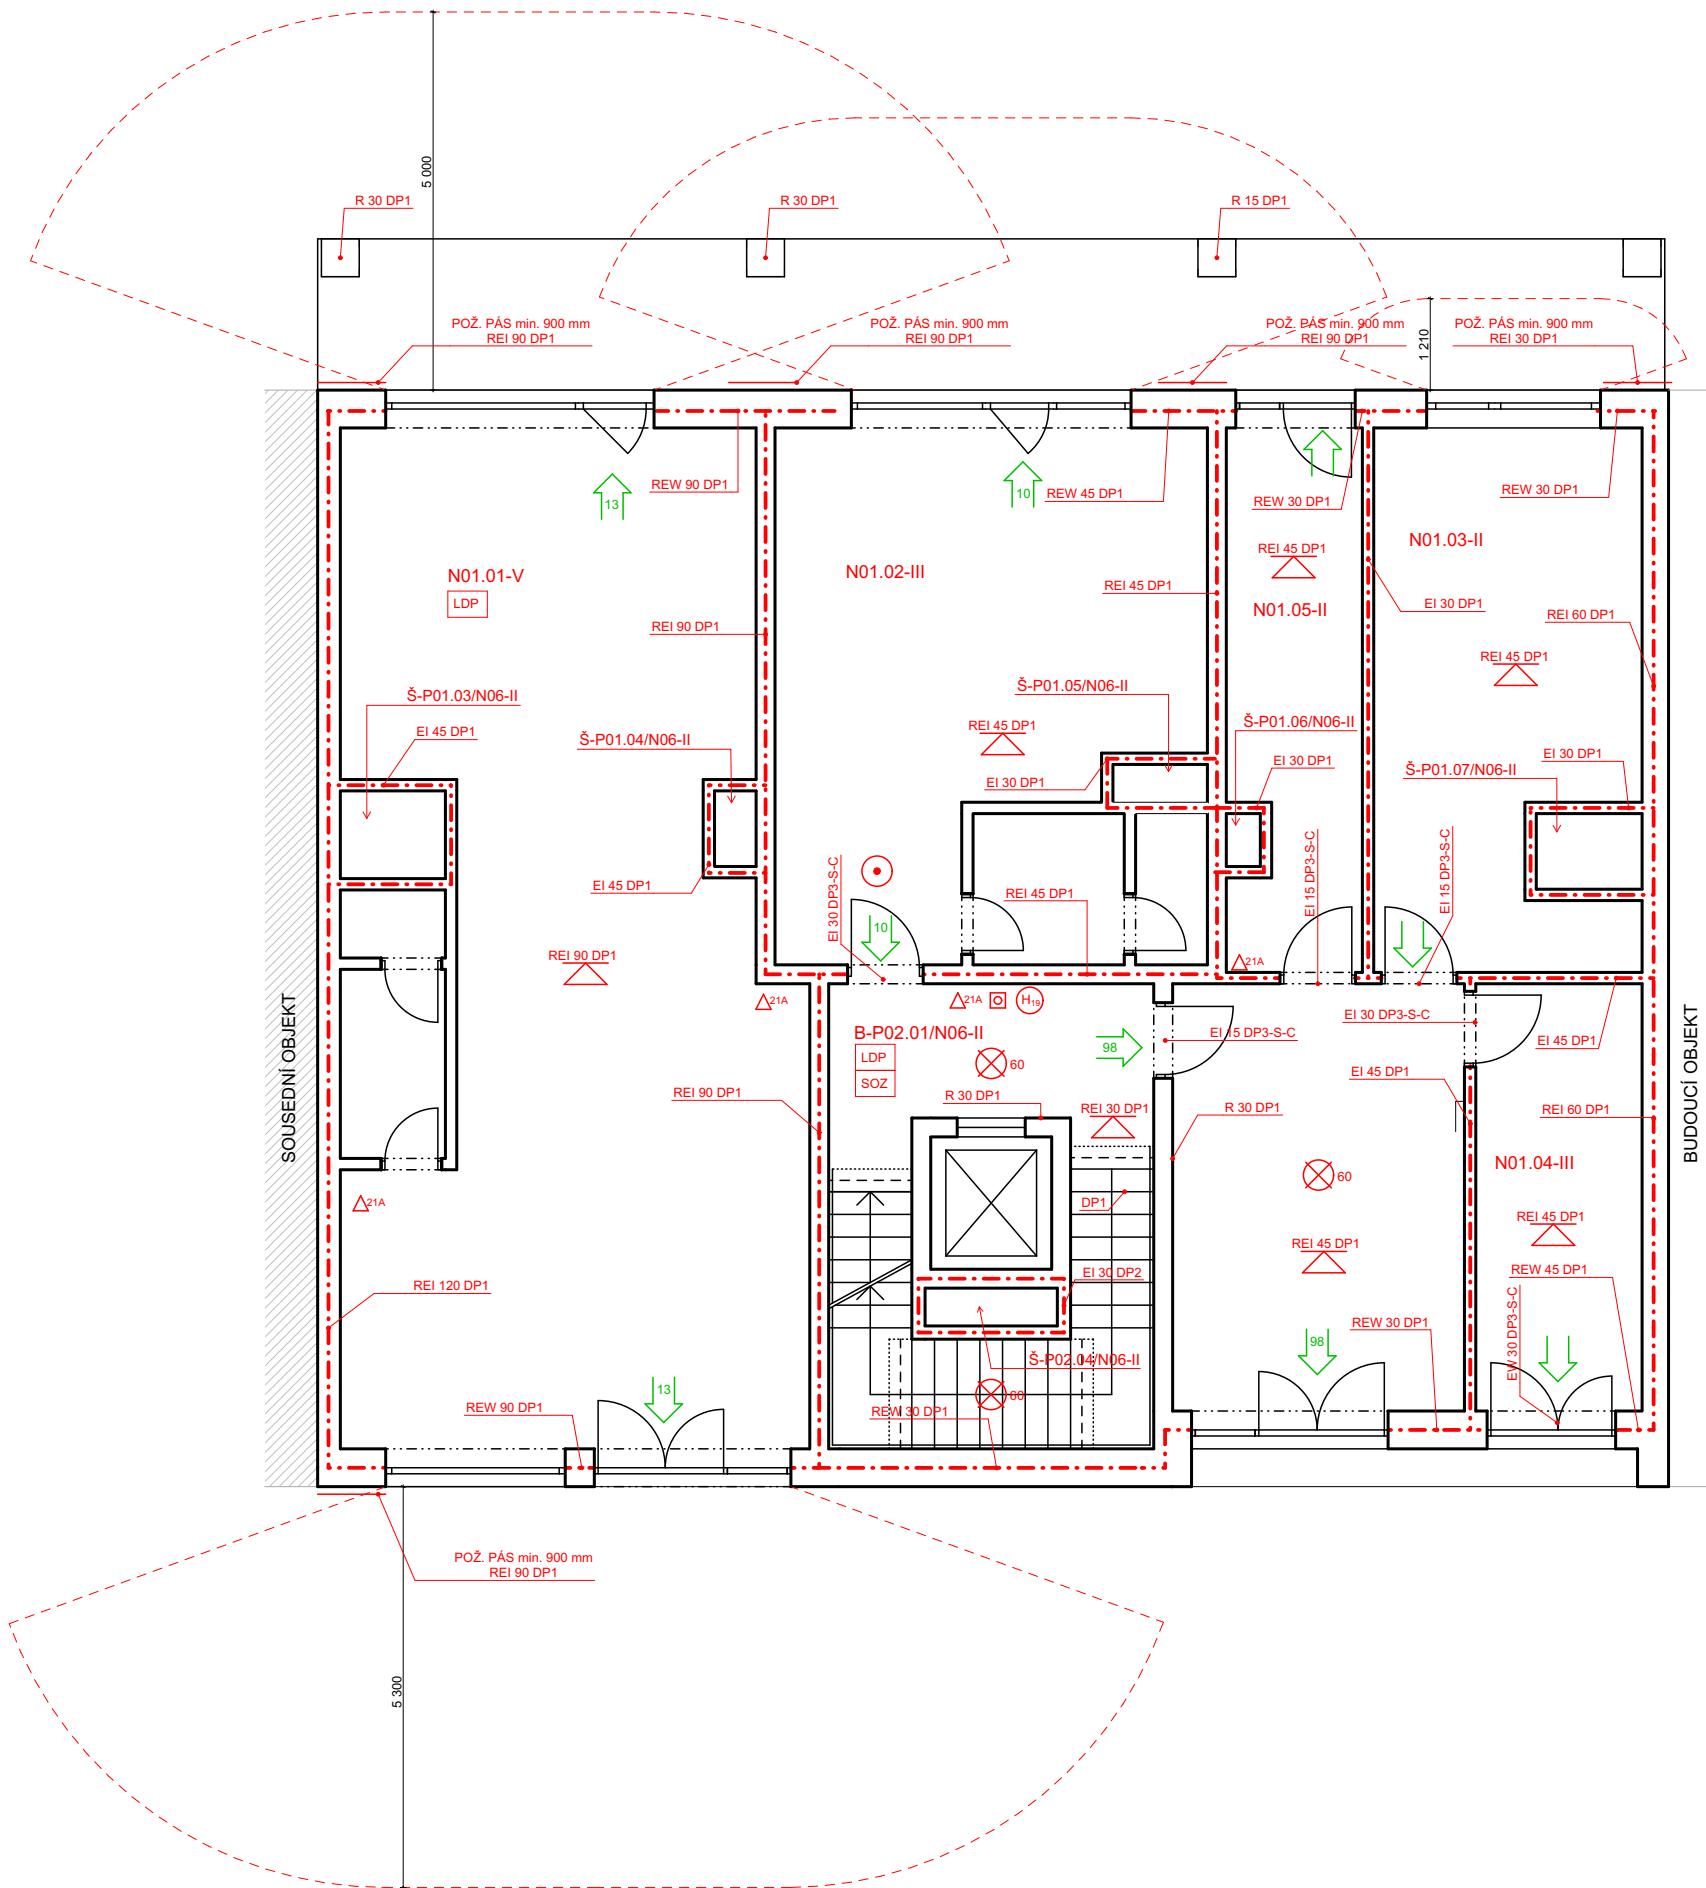 5 000
R 30 DP1
R 30 DP1
R 15 DP1
POŽ. PÁS min. 900 mm
REI 90 DP1
POŽ. PÁS min. 900 mm
REI 90 DP1
POŽ. PÁS min. 900 mm
REI 90 DP1
1 210
POŽ. PÁS min. 900 mm
REI 30 DP1
REW 90 DP1
13
10
REW 45 DP1
REW 30 DP1
REW 30 DP1
N01.01-V
LDP
N01.02-III
REI 45 DP1
N01.05-II
N01.03-II
REI 45 DP1
EI 30 DP1
REI 60 DP1
REI 90 DP1
REI 45 DP1
Š-P01.03/N06-II
EI 45 DP1
Š-P01.04/N06-II
Š-P01.05/N06-II
REI 45 DP1
Š-P01.06/N06-II
EI 30 DP1
EI 30 DP1
EI 30 DP1
Š-P01.07/N06-II
EI 45 DP1
EI 30 DP3-S-C
REI 45 DP1
EI 15 DP3-S-C
EI 15 DP3-S-C
10
REI 90 DP1
21A
21A
21A
H19
SOUSEDNÍ OBJEKT
B-P02.01/N06-II
LDP
SOZ
60
98
EI 15 DP3-S-C
EI 30 DP3-S-C
EI 45 DP1
BUDOUCÍ OBJEKT
EI 45 DP1
REI 90 DP1
R 30 DP1
REI 30 DP1
R 30 DP1
REI 60 DP1
N01.04-III
60
21A
DP1
REI 45 DP1
REI 45 DP1
REI 120 DP1
EI 30 DP2
REW 45 DP1
EW 30 DP3-S-C
REW 30 DP1
98
Š-P02.04/N06-II
60
13
REW 90 DP1
REW 30 DP1
POŽ. PÁS min. 900 mm
REI 90 DP1
5 300